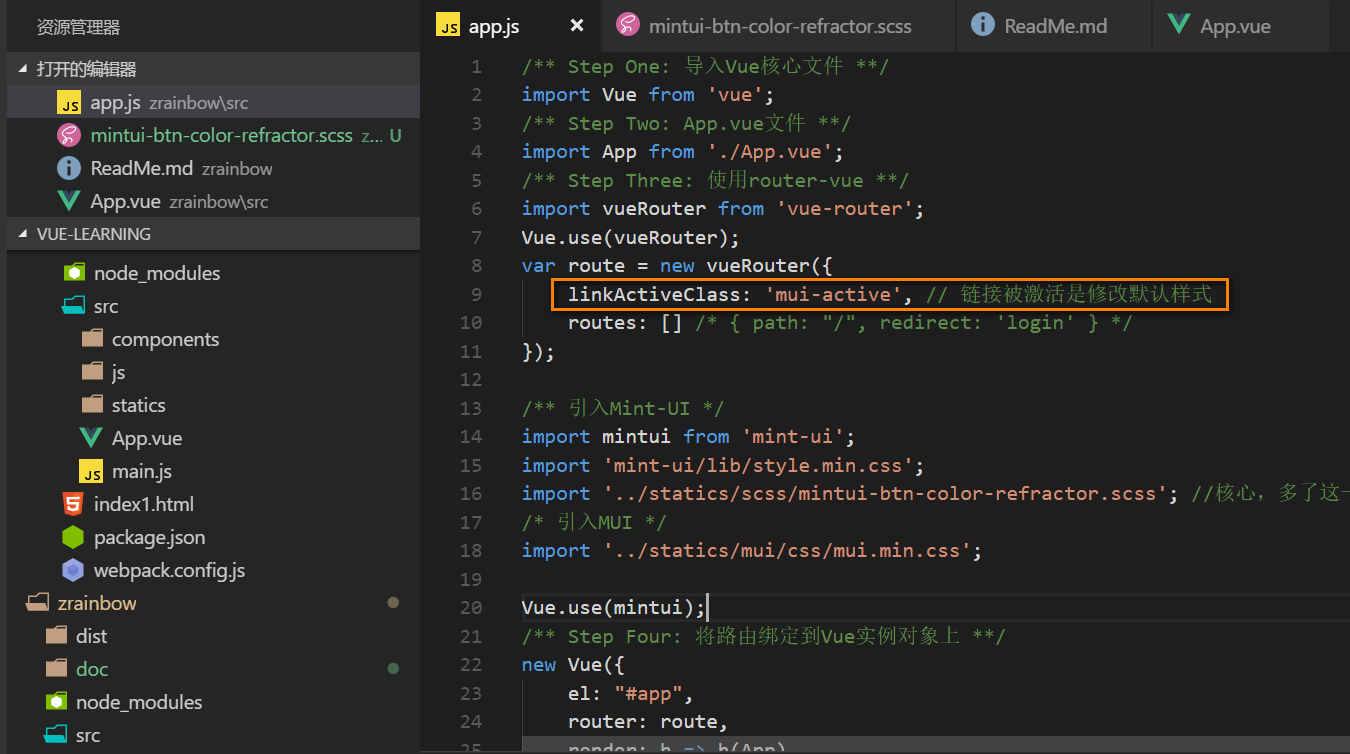 资源管理器
打开的编辑器
app.js zrainbow\src
mintui-btn-color-refractor.scss z... U
ReadMe.md zrainbow
App.vue zrainbow\src
VUE-LEARNING
node_modules
src
components
js
statics
App.vue
main.js
index1.html
package.json
webpack.config.js
zrainbow
dist
doc
node_modules
src
app.js × mintui-btn-color-refractor.scss ReadMe.md App.vue
1 /** Step One: 导入Vue核心文件 **/
2 import Vue from 'vue';
3 /** Step Two: App.vue文件 **/
4 import App from './App.vue';
5 /** Step Three: 使用router-vue **/
6 import vueRouter from 'vue-router';
7 Vue.use(vueRouter);
8 var route = new vueRouter({
9 linkActiveClass: 'mui-active', // 链接被激活是修改默认样式
10 routes: [] /* { path: "/", redirect: 'login' } */
11 });
12
13 /** 引入Mint-UI */
14 import mintui from 'mint-ui';
15 import 'mint-ui/lib/style.min.css';
16 import '../statics/scss/mintui-btn-color-refractor.scss'; //核心，多了这一
17 /* 引入MUI */
18 import '../statics/mui/css/mui.min.css';
19
20 Vue.use(mintui);
21 /** Step Four: 将路由绑定到Vue实例对象上 **/
22 new Vue({
23 el: "#app",
24 router: route,
25 render: h => h(App)